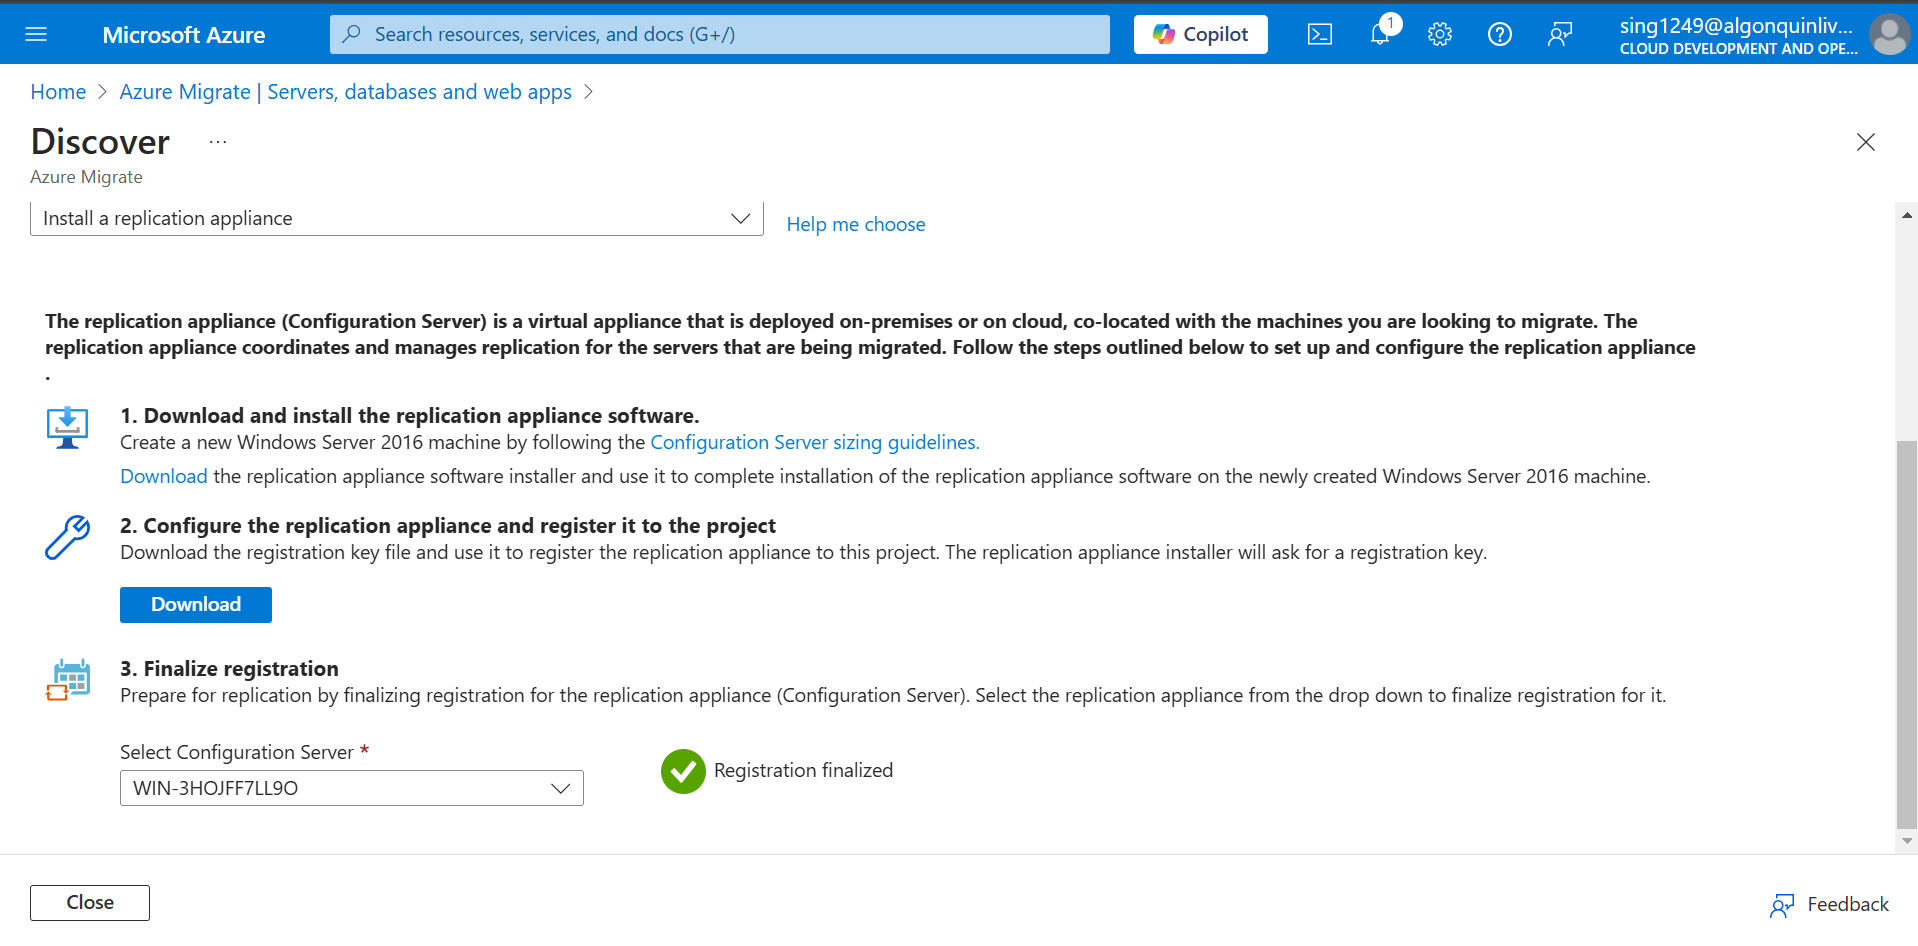 Microsoft Azure
Search resources, services, and docs (G+/)
Copilot
1
sing1249@algonquinliv...
CLOUD DEVELOPMENT AND OPE...
Home > Azure Migrate | Servers, databases and web apps >
Discover ...
Azure Migrate
Install a replication appliance
Help me choose
The replication appliance (Configuration Server) is a virtual appliance that is deployed on-premises or on cloud, co-located with the machines you are looking to migrate. The
replication appliance coordinates and manages replication for the servers that are being migrated. Follow the steps outlined below to set up and configure the replication appliance
.
1. Download and install the replication appliance software.
Create a new Windows Server 2016 machine by following the Configuration Server sizing guidelines.
Download the replication appliance software installer and use it to complete installation of the replication appliance software on the newly created Windows Server 2016 machine.
2. Configure the replication appliance and register it to the project
Download the registration key file and use it to register the replication appliance to this project. The replication appliance installer will ask for a registration key.
Download
3. Finalize registration
Prepare for replication by finalizing registration for the replication appliance (Configuration Server). Select the replication appliance from the drop down to finalize registration for it.
Select Configuration Server *
WIN-3HOJFF7LL9O
Registration finalized
Close
Feedback